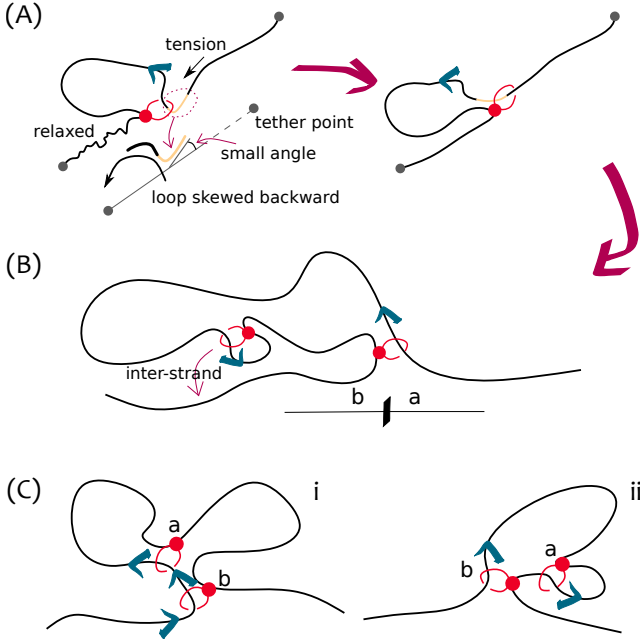 (A)
tension
relaxed
tether point
small angle
loop skewed backward
(B)
inter-strand
b a
(C)
i
ii
a
b
a
b